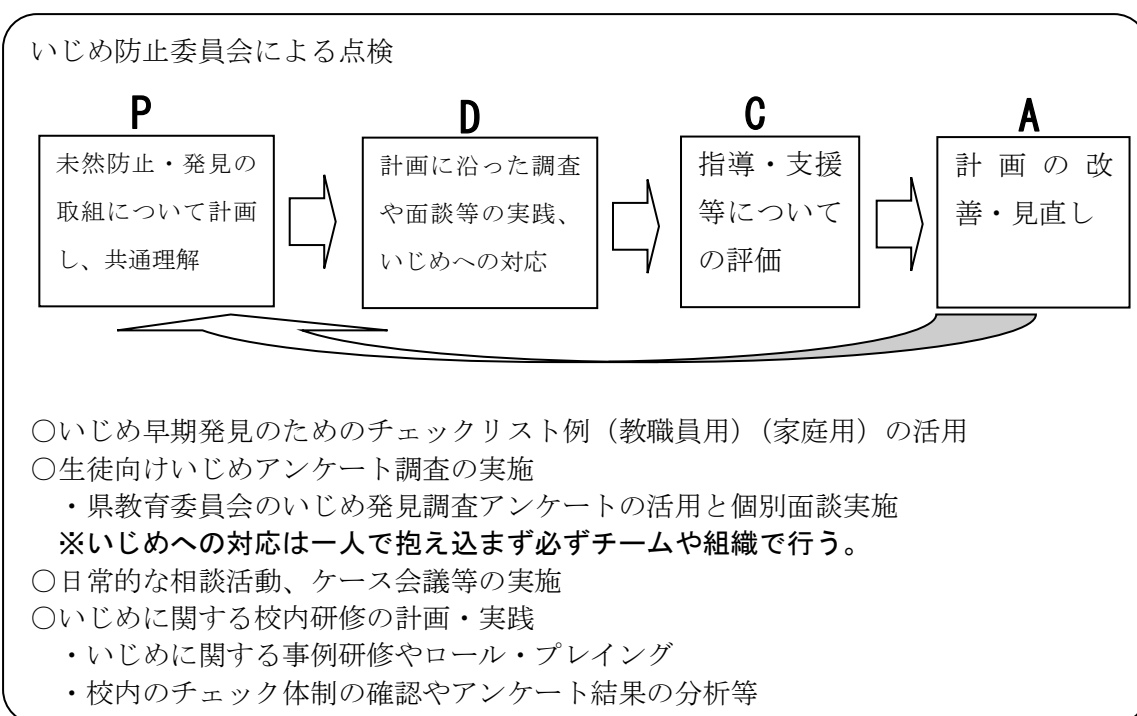 いじめ防止委員会による点検
P
D
C
A
未然防止・発見の
取組について計画
し、共通理解
計画に沿った調査
や面談等の実践、
いじめへの対応
指導・支援
等について
の評価
計画の改
善・見直し
○いじめ早期発見のためのチェックリスト例（教職員用）（家庭用）の活用
○生徒向けいじめアンケート調査の実施
・県教育委員会のいじめ発見調査アンケートの活用と個別面談実施
※いじめへの対応は一人で抱え込まず必ずチームや組織で行う。
○日常的な相談活動、ケース会議等の実施
○いじめに関する校内研修の計画・実践
・いじめに関する事例研修やロール・プレイング
・校内のチェック体制の確認やアンケート結果の分析等